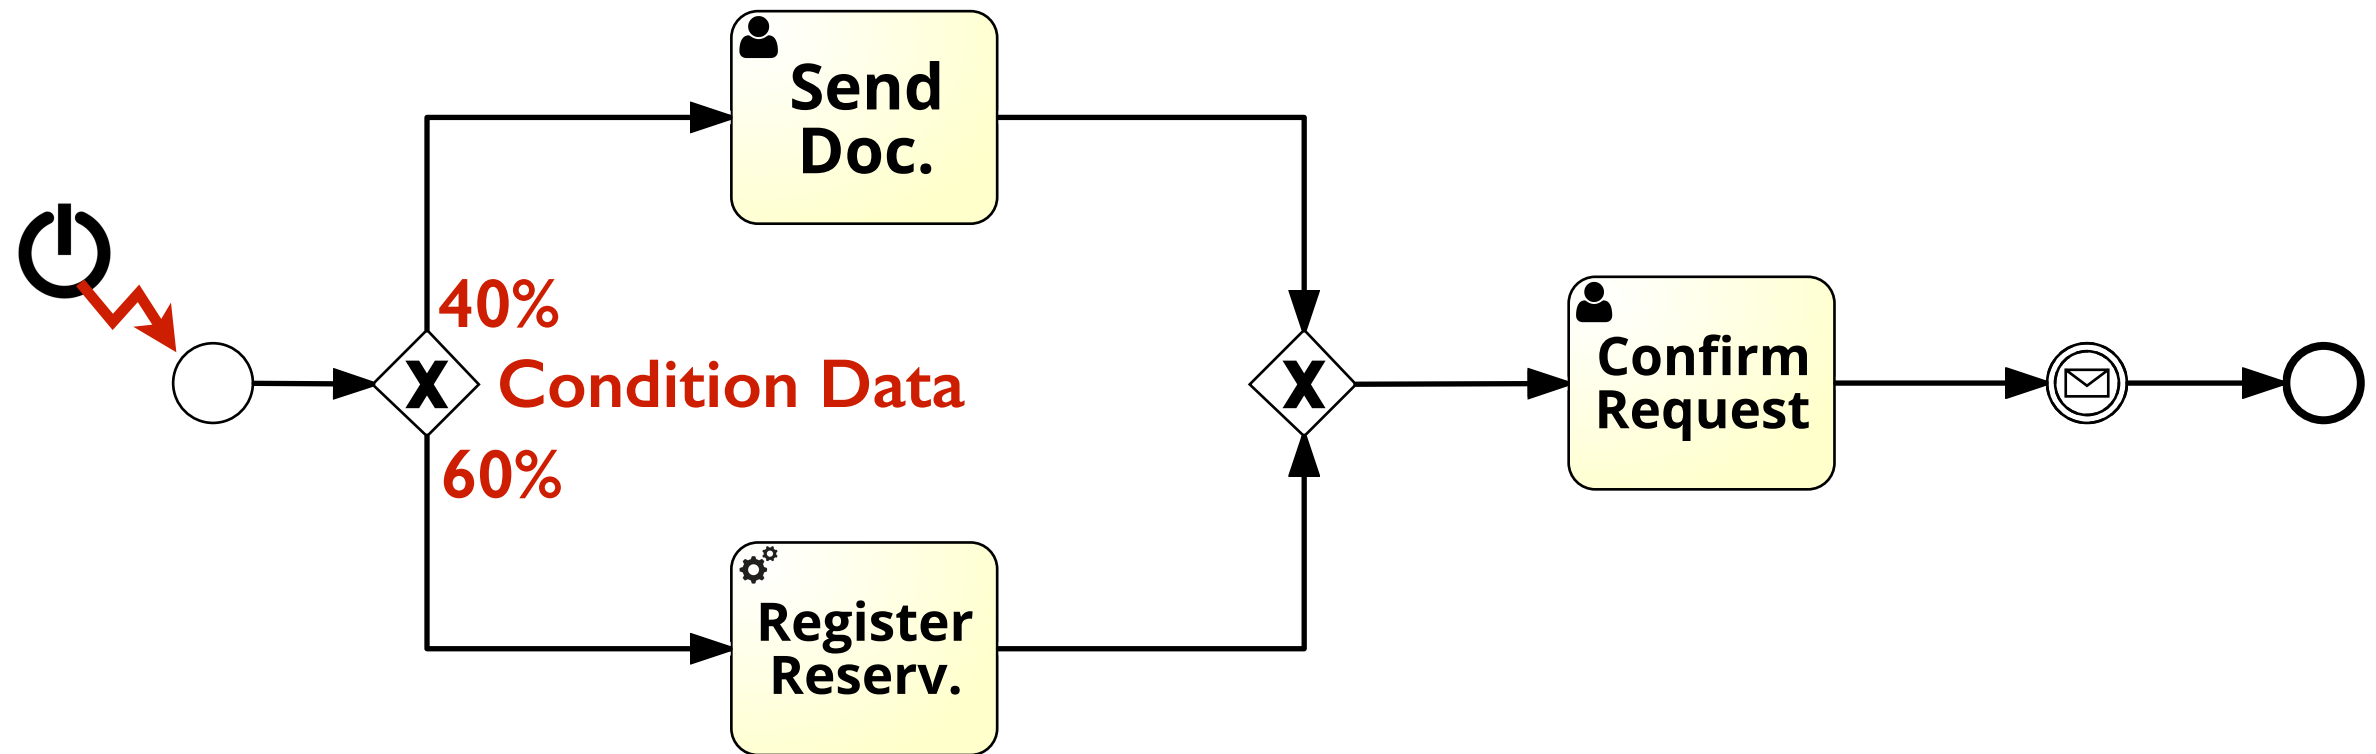 Send
Doc.
40%
X
Condition Data
X
60%
Confirm
Request
Register
Reserv.